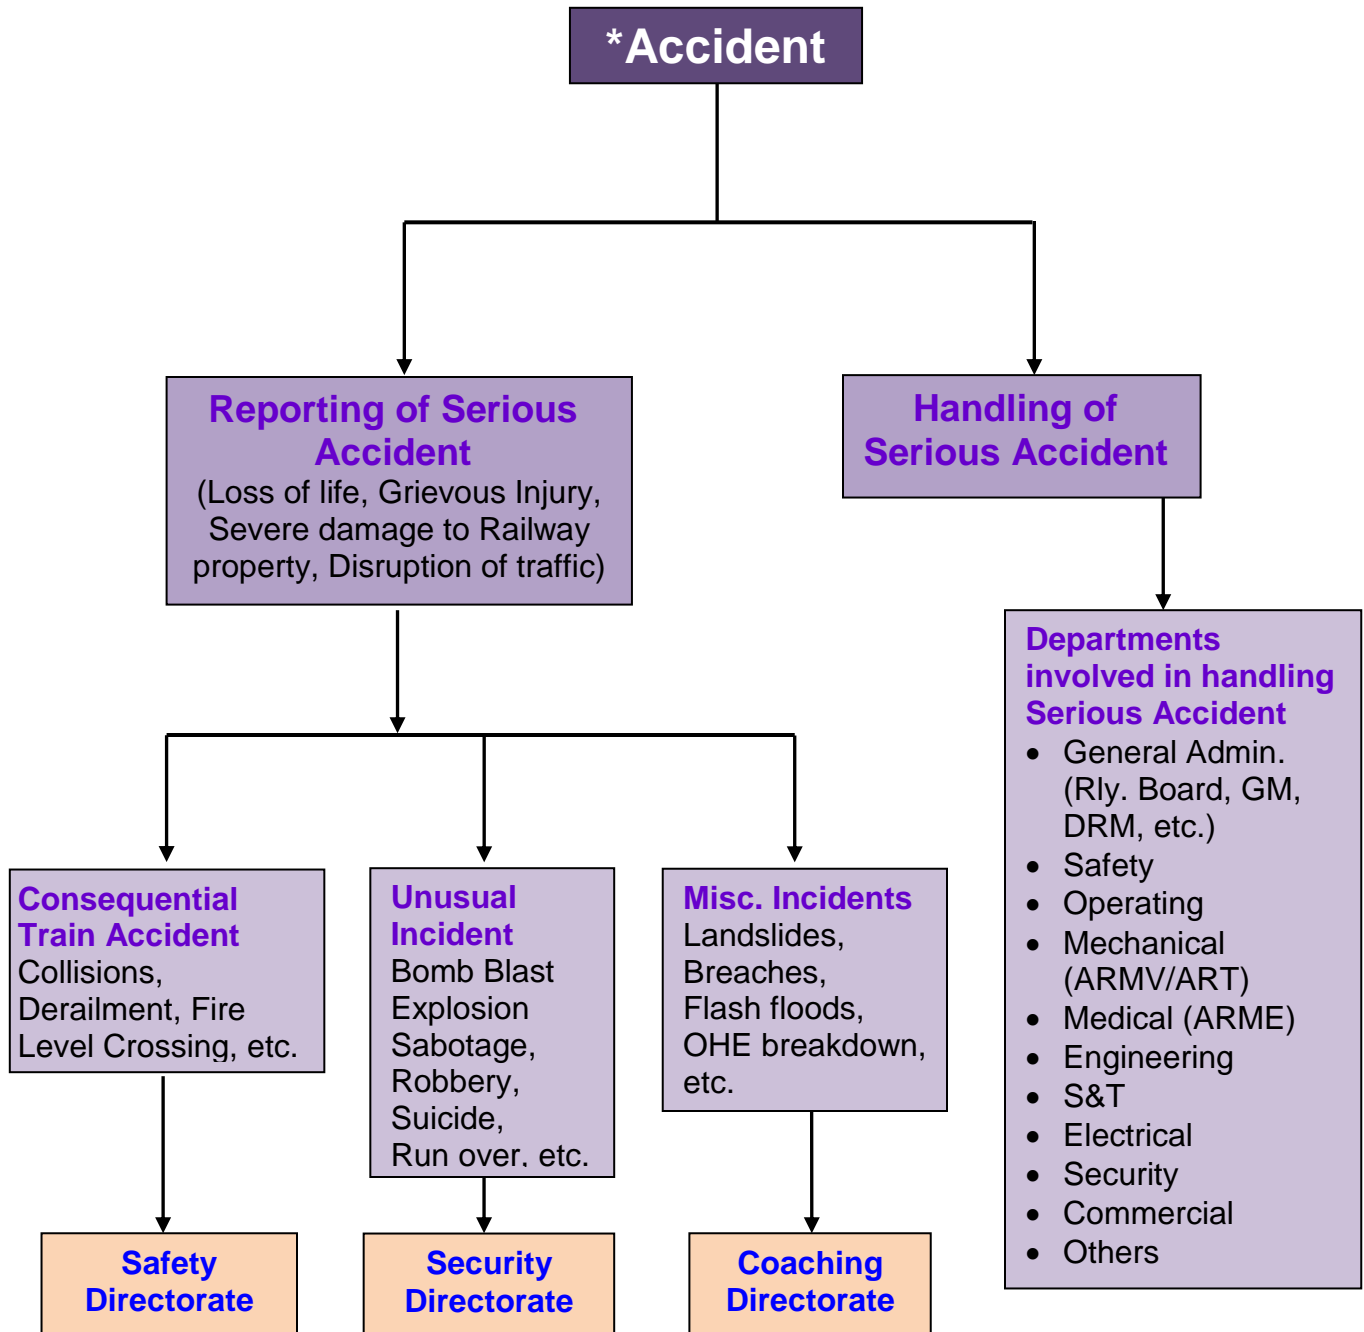 *Accident
Reporting of Serious
Accident
(Loss of life, Grievous Injury,
Severe damage to Railway
property, Disruption of traffic)
Handling of
Serious Accident
Consequential
Train Accident
Collisions,
Derailment, Fire
Level Crossing, etc.
Unusual
Incident
Bomb Blast
Explosion
Sabotage,
Robbery,
Suicide,
Run over, etc.
Misc. Incidents
Landslides,
Breaches,
Flash floods,
OHE breakdown,
etc.
Departments
involved in handling
Serious Accident
• General Admin.
(Rly. Board, GM,
DRM, etc.)
• Safety
• Operating
• Mechanical
(ARMV/ART)
• Medical (ARME)
• Engineering
• S&T
• Electrical
• Security
• Commercial
• Others
Safety
Directorate
Security
Directorate
Coaching
Directorate